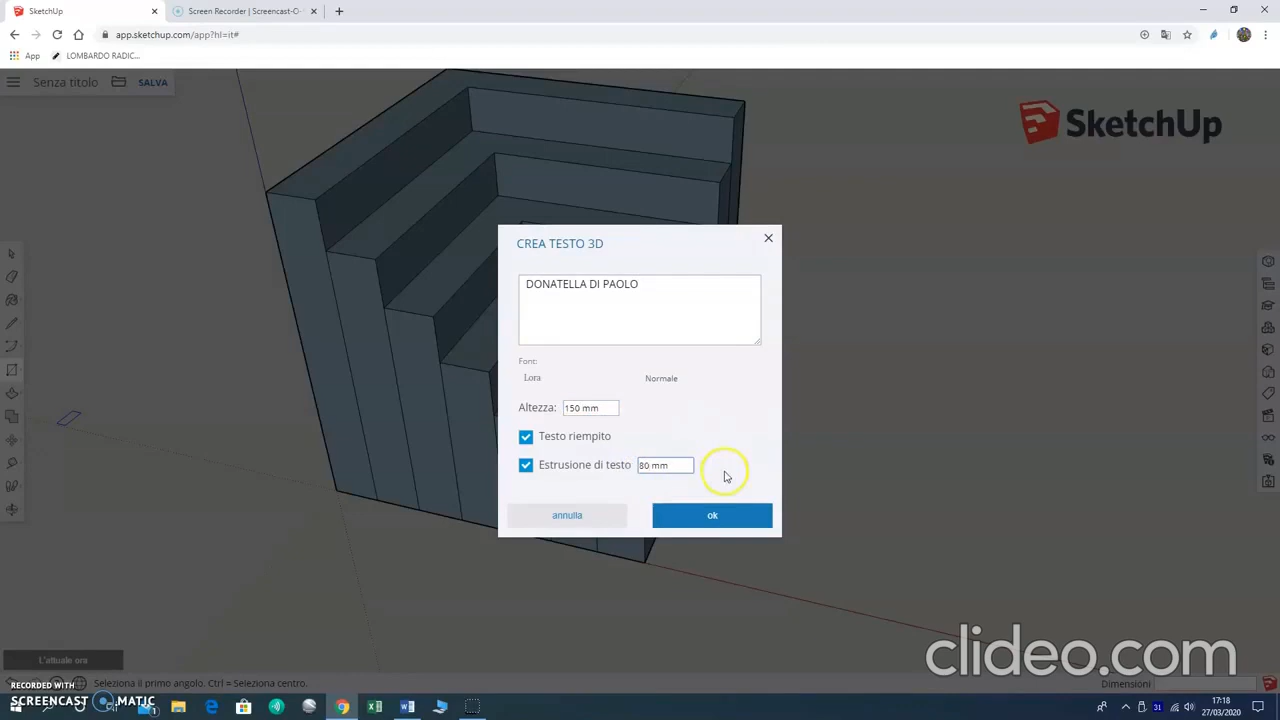 SketchUp
Screen Recorder | Screencast-O-
app.sketchup.com/app?hl=it#
App
LOMBARDO RADIC...
Senza titolo
SALVA
SketchUp
CREA TESTO 3D
DONATELLA DI PAOLO
Font:
Lora
Normale
Altezza:
150 mm
Testo riempito
Estrusione di testo
80 mm
annulla
ok
clideo.com
L'attuale ora
Seleziona il primo angolo. Ctrl = Seleziona centro.
Dimensioni
RECORDED WITH
SCREENCAST MATIC
17:18
31
27/03/2020